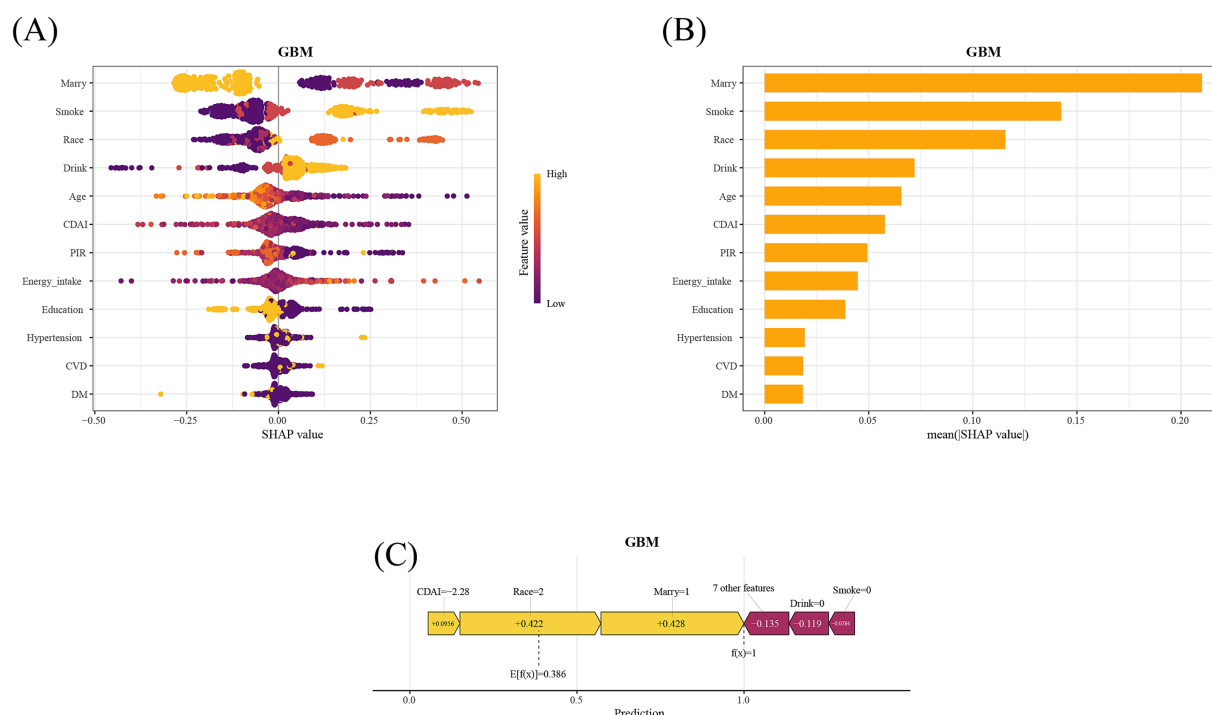 (A)
GBM
Marry
Smoke
Race
Drink
Age
CDAI
PIR
Energy_intake
Education
Hypertension
CVD
DM
−0.50 −0.25 0.00 0.25 0.50
SHAP value
High
Feature value
Low
(B)
GBM
Marry
Smoke
Race
Drink
Age
CDAI
PIR
Energy_intake
Education
Hypertension
CVD
DM
0.00 0.05 0.10 0.15 0.20
mean(|SHAP value|)
(C)
GBM
CDAI=−2.28 Race=2 Marry=1 7 other features Drink=0 Smoke=0
+0.0956 +0.422 +0.428 −0.135 −0.119 −0.0784
f(x)=1
E[f(x)]=0.386
0.0 0.5 1.0
Prediction